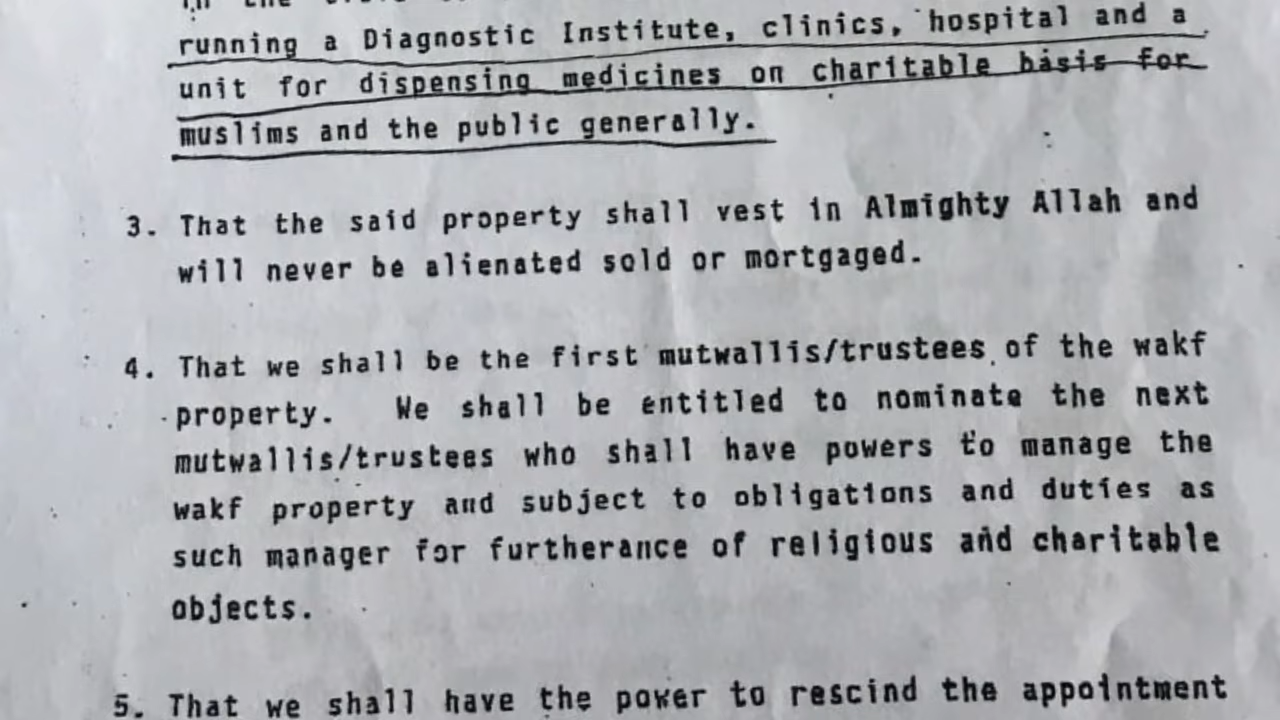 running a Diagnostic Institute, clinics, hospital and a
unit for dispensing medicines on charitable basis for
muslims and the public generally.
3. That the said property shall vest in Almighty Allah and
will never be alienated sold or mortgaged.
4. That we shall be the first mutwallis/trustees of the wakf
property. We shall be entitled to nominate the next
mutwallis/trustees who shall have powers to manage the
wakf property and subject to obligations and duties as
such manager for furtherance of religious and charitable
objects.
5. That we shall have the power to rescind the appointment